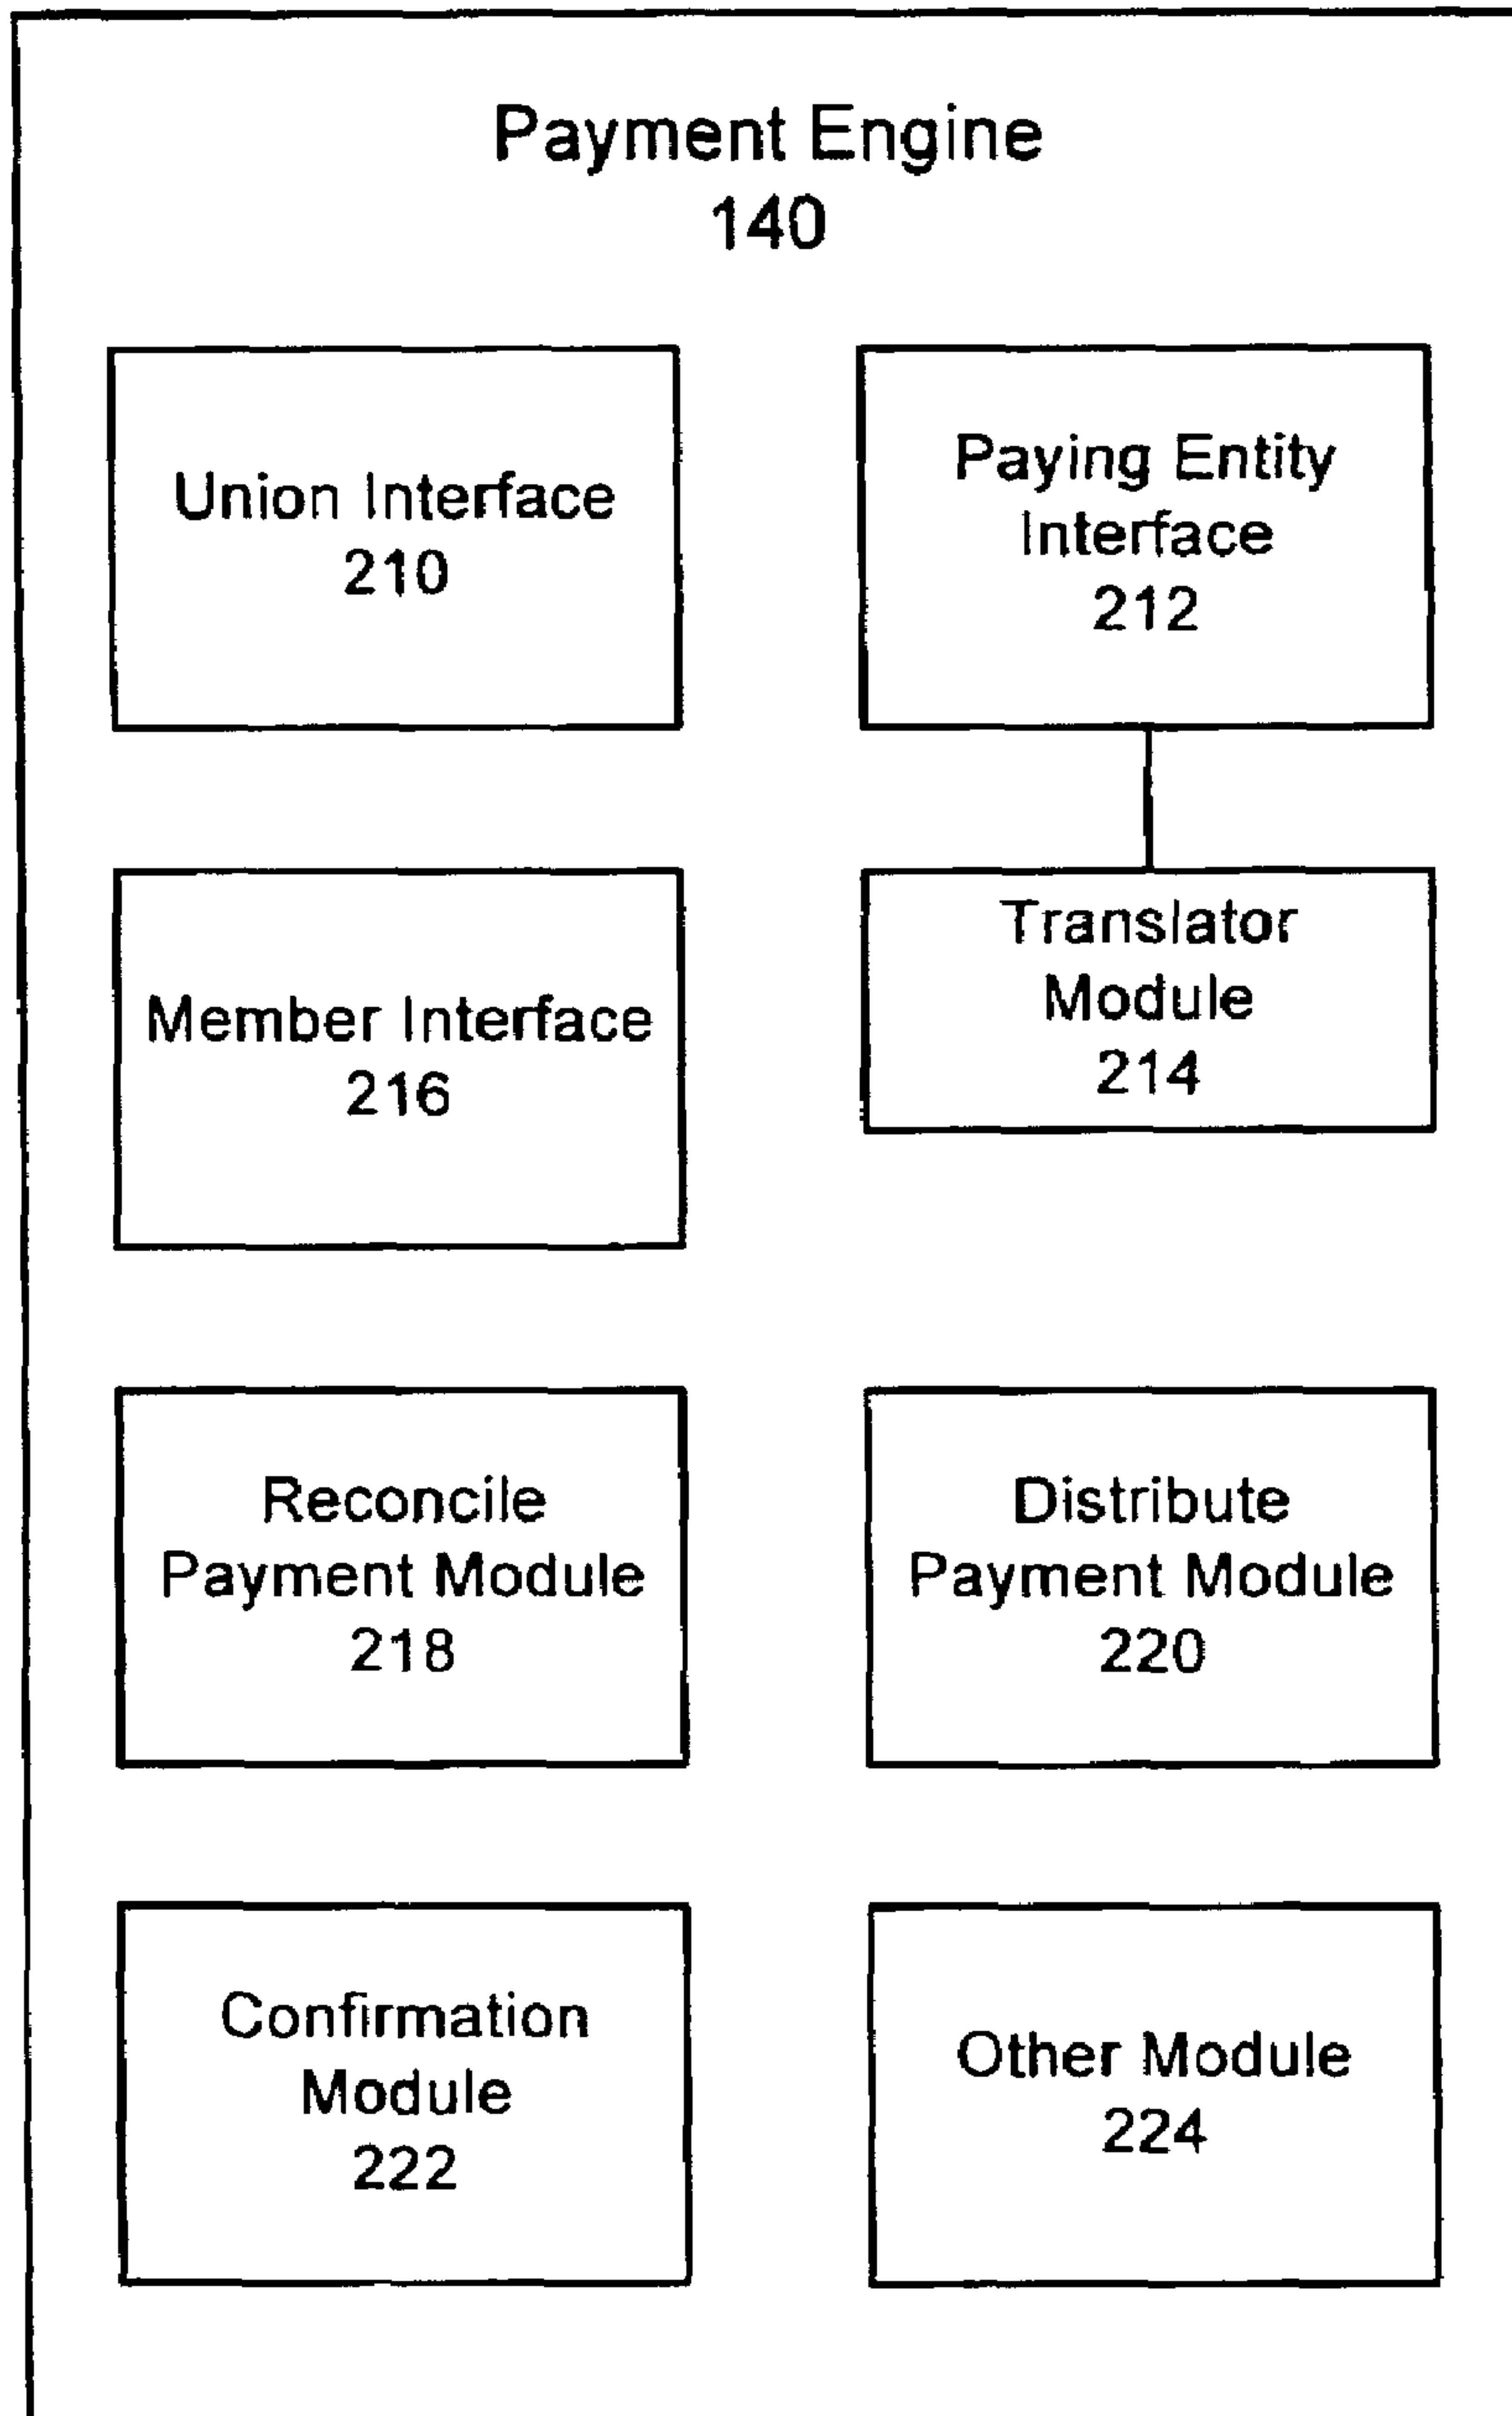 Payment Engine
140
Union Interface
210
Paying Entity
Interface
212
Member Interface
216
Translator
Module
214
Reconcile
Payment Module
218
Distribute
Payment Module
220
Confirmation
Module
222
Other Module
224